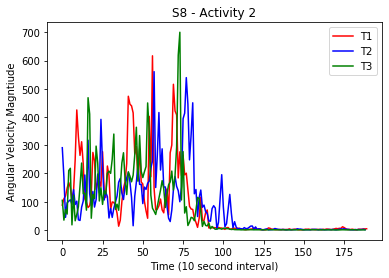 S8 - Activity 2
T1
T2
T3
Angular Velocity Magntiude
700
600
500
400
300
200
100
0
0 25 50 75 100 125 150 175
Time (10 second interval)